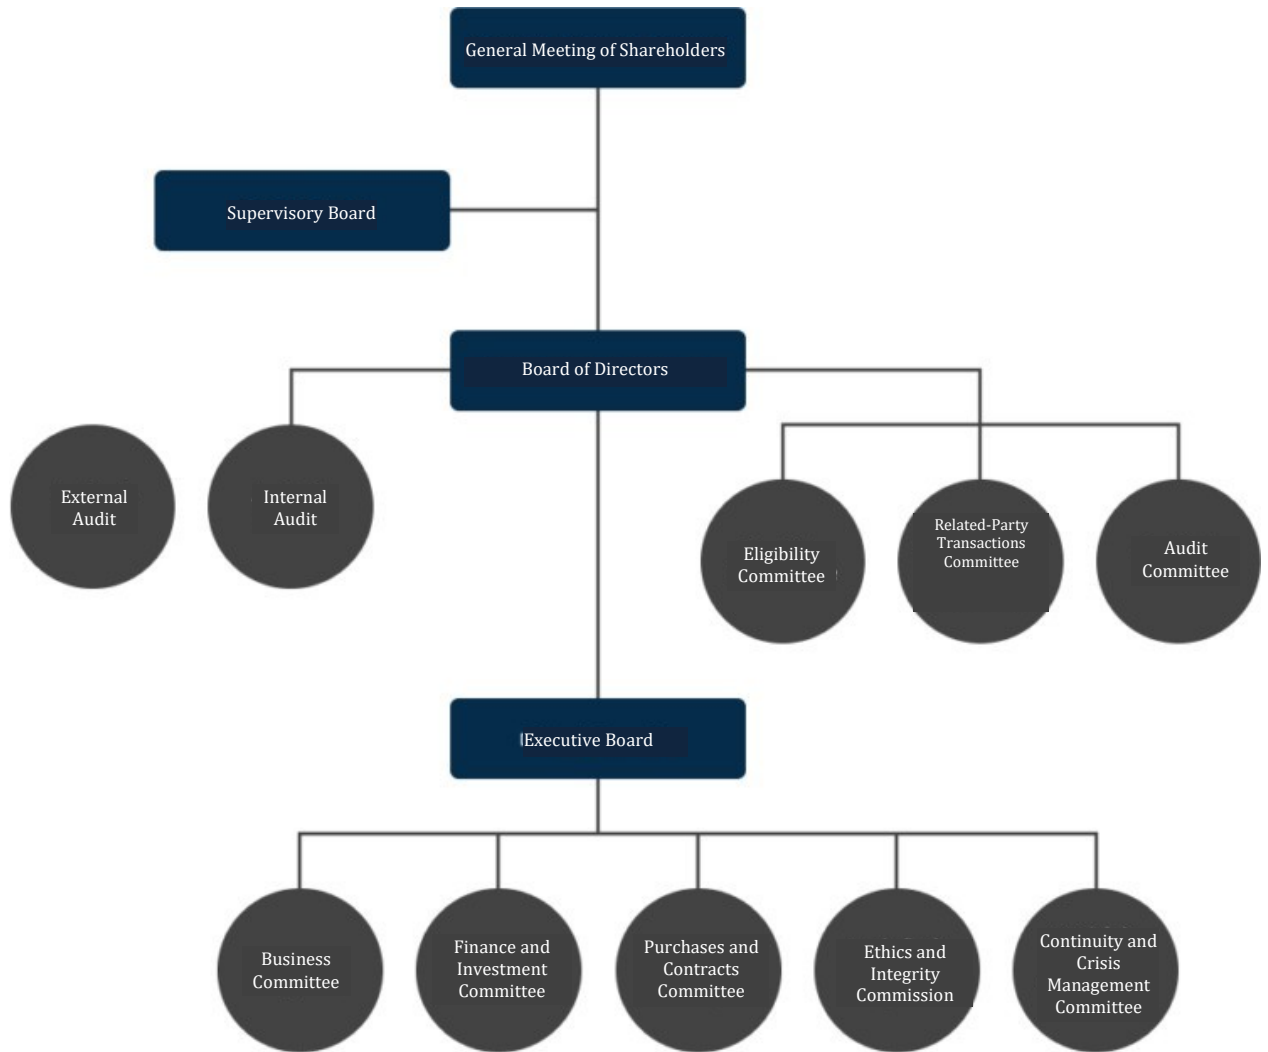 General Meeting of Shareholders
Supervisory Board
Board of Directors
External
Audit
Internal
Audit
Eligibility
Committee
Related-Party
Transactions
Committee
Audit
Committee
Executive Board
Business
Committee
Finance and
Investment
Committee
Purchases and
Contracts
Committee
Ethics and
Integrity
Commission
Continuity and
Crisis
Management
Committee